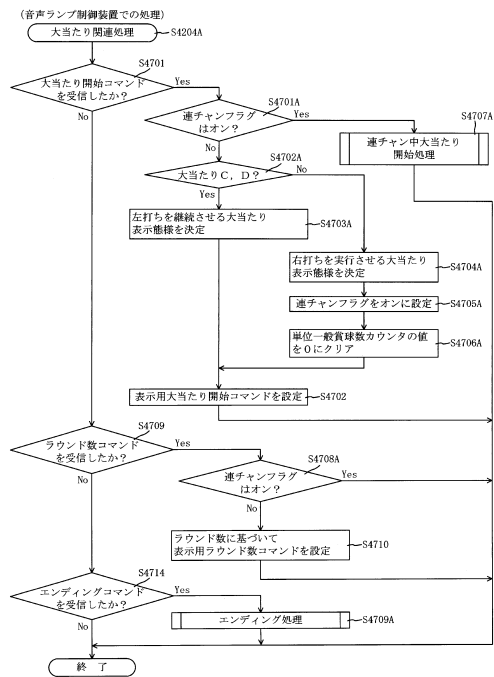 （音声ランプ制御装置での処理）
大当たり関連処理
S4204A
S4701
大当たり開始コマンド
を受信したか？
Yes
No
S4701A
連チャンフラグ
はオン？
Yes
No
S4707A
連チャン中大当たり
開始処理
S4702A
大当たりＣ，Ｄ？
No
Yes
左打ちを継続させる大当たり
表示態様を決定
S4703A
右打ちを実行させる大当たり
表示態様を決定
S4704A
連チャンフラグをオンに設定
S4705A
単位一般賞球数カウンタの値
を０にクリア
S4706A
表示用大当たり開始コマンドを設定
S4702
S4709
ラウンド数コマンド
を受信したか？
Yes
No
S4708A
連チャンフラグ
はオン？
Yes
No
ラウンド数に基づいて
表示用ラウンド数コマンドを設定
S4710
S4714
エンディングコマンド
を受信したか？
Yes
No
エンディング処理
S4709A
終 了